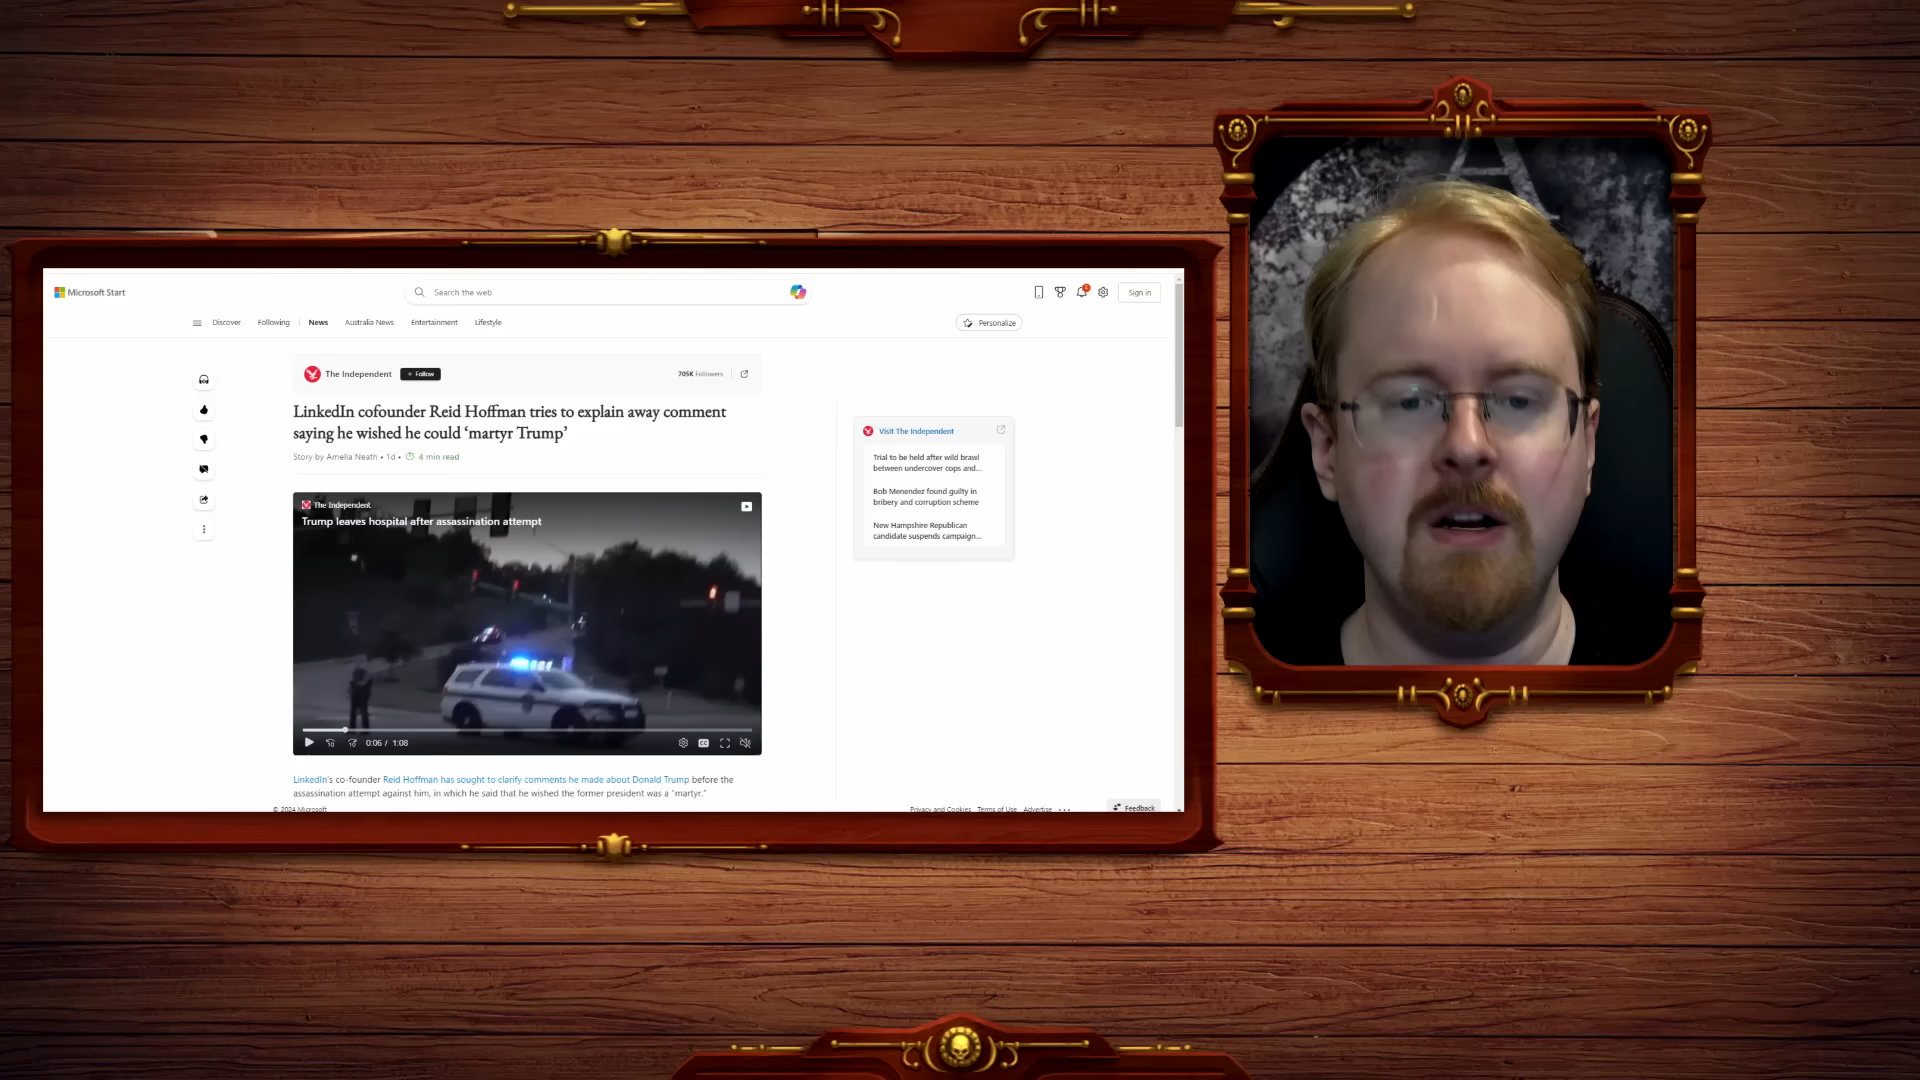 Microsoft Start
Search the web
1
Sign in
Discover
Following
News
Australia News
Entertainment
Lifestyle
Personalize
The Independent
+ Follow
705K Followers
LinkedIn cofounder Reid Hoffman tries to explain away comment
saying he wished he could ‘martyr Trump’
Story by Amelia Neath • 1d •
4 min read
The Independent
Trump leaves hospital after assassination attempt
0:06 / 1:08
CC
LinkedIn's co-founder Reid Hoffman has sought to clarify comments he made about Donald Trump before the
assassination attempt against him, in which he said that he wished the former president was a “martyr.”
Visit The Independent
Trial to be held after wild brawl
between undercover cops and...
Bob Menendez found guilty in
bribery and corruption scheme
New Hampshire Republican
candidate suspends campaign...
© 2024 Microsoft
Privacy and Cookies
Terms of Use
Advertise
Feedback